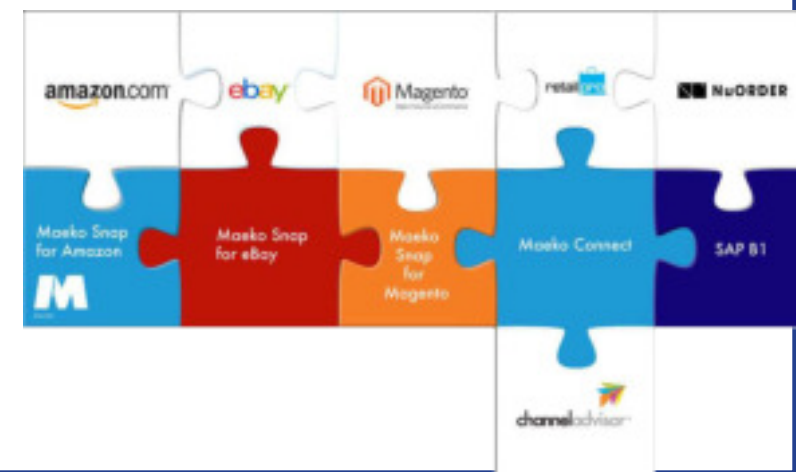 amazon.com
ebay
Magento
retail pro
NuORDER
Maeko Snap
for Amazon
M
Maeko Snap
for eBay
Maeko
Snap
for
Magento
Maeko Connect
SAP B1
channeladvisor